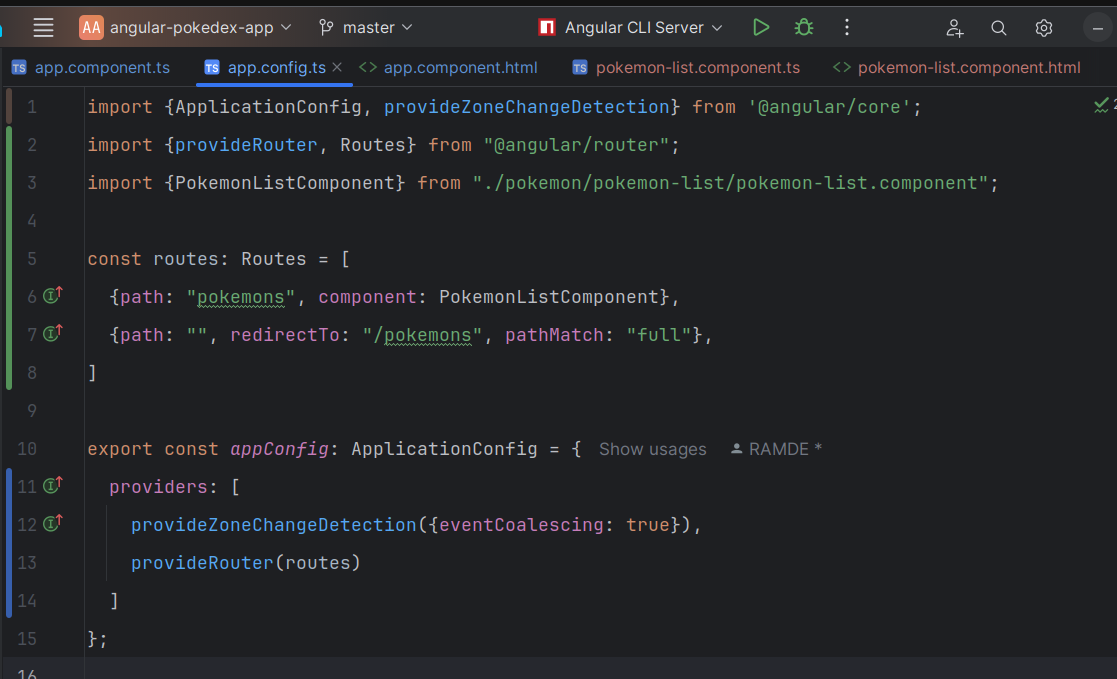 AA angular-pokedex-app master Angular CLI Server
TS app.component.ts TS app.config.ts <> app.component.html TS pokemon-list.component.ts <> pokemon-list.component.html
1 import {ApplicationConfig, provideZoneChangeDetection} from '@angular/core'; 2
2 import {provideRouter, Routes} from "@angular/router";
3 import {PokemonListComponent} from "./pokemon/pokemon-list/pokemon-list.component";
4
5 const routes: Routes = [
6 {path: "pokemons", component: PokemonListComponent},
7 {path: "", redirectTo: "/pokemons", pathMatch: "full"},
8 ]
9
10 export const appConfig: ApplicationConfig = { Show usages RAMDE *
11 providers: [
12 provideZoneChangeDetection({eventCoalescing: true}),
13 provideRouter(routes)
14 ]
15 };
16